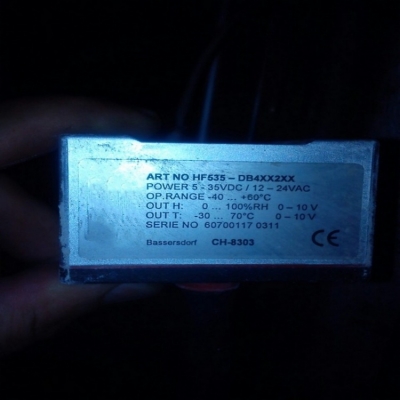 ART NO HF535-DB4XX2XX
POWER 5 - 35VDC / 12 - 24VAC
OP.RANGE -40 ... +60°C
OUT H: 0 ... 100%RH 0 - 10 V
OUT T: -30 ... 70°C 0 - 10 V
SERIE NO 60700117 0311
Bassersdorf CH-8303 CE